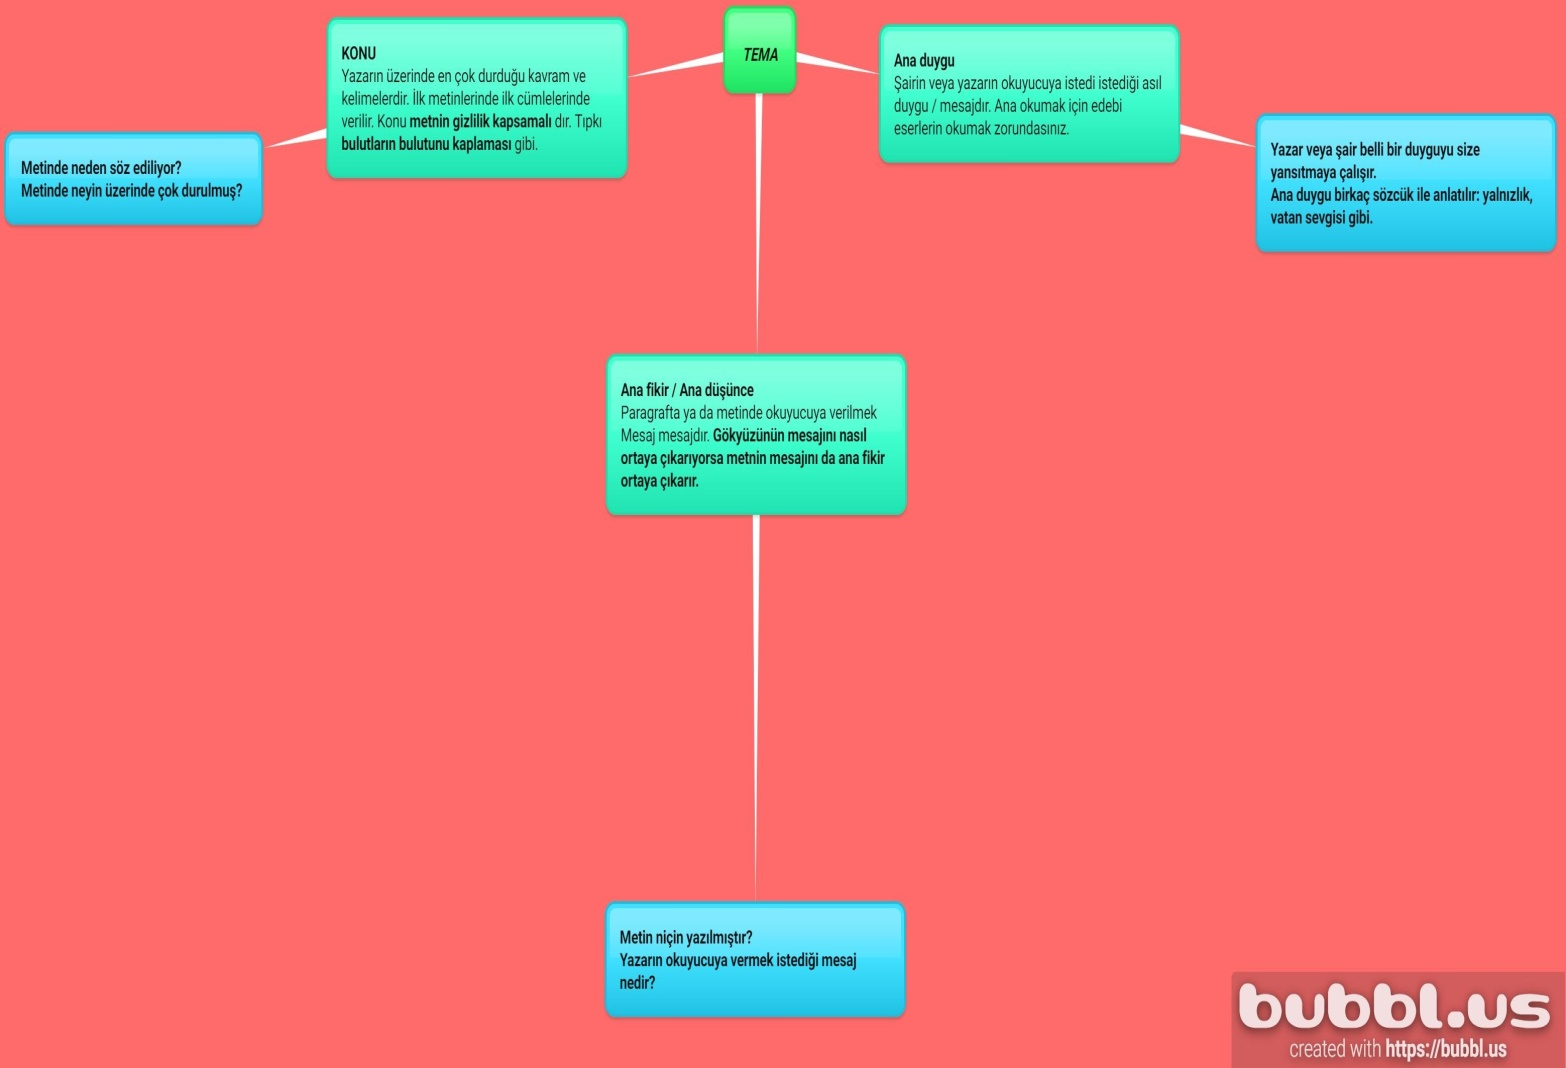 TEMA
KONU
Yazarın üzerinde en çok durduğu kavram ve
kelimelerdir. İlk metinlerinde ilk cümlelerinde
verilir. Konu metnin gizlilik kapsamalı dır. Tıpkı
bulutların bulutunu kaplaması gibi.
Metinde neden söz ediliyor?
Metinde neyin üzerinde çok durulmuş?
Ana duygu
Şairin veya yazarın okuyucuya istedi istediği asıl
duygu / mesajdır. Ana okumak için edebi
eserlerin okumak zorundasınız.
Yazar veya şair belli bir duyguyu size
yansıtmaya çalışır.
Ana duygu birkaç sözcük ile anlatılır: yalnızlık,
vatan sevgisi gibi.
Ana fikir / Ana düşünce
Paragrafta ya da metinde okuyucuya verilmek
Mesaj mesajdır. Gökyüzünün mesajını nasıl
ortaya çıkarıyorsa metnin mesajını da ana fikir
ortaya çıkarır.
Metin niçin yazılmıştır?
Yazarın okuyucuya vermek istediği mesaj
nedir?
bubbl.us
created with https://bubbl.us